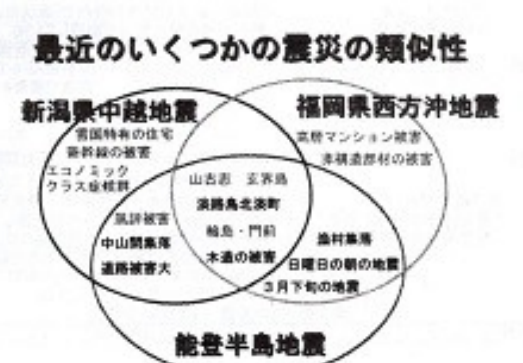 最近のいくつかの震災の類似性
新潟県中越地震
福岡県西方沖地震
雪国特有の住宅
新幹線の被害
エコノミック
クラス症候群
高層マンション被害
非構造部材の被害
山古志 玄界島
淡路島北淡町
輪島・門前
木造の被害
風評被害
中山間集落
道路被害大
漁村集落
日曜日の朝の地震
3月下旬の地震
能登半島地震